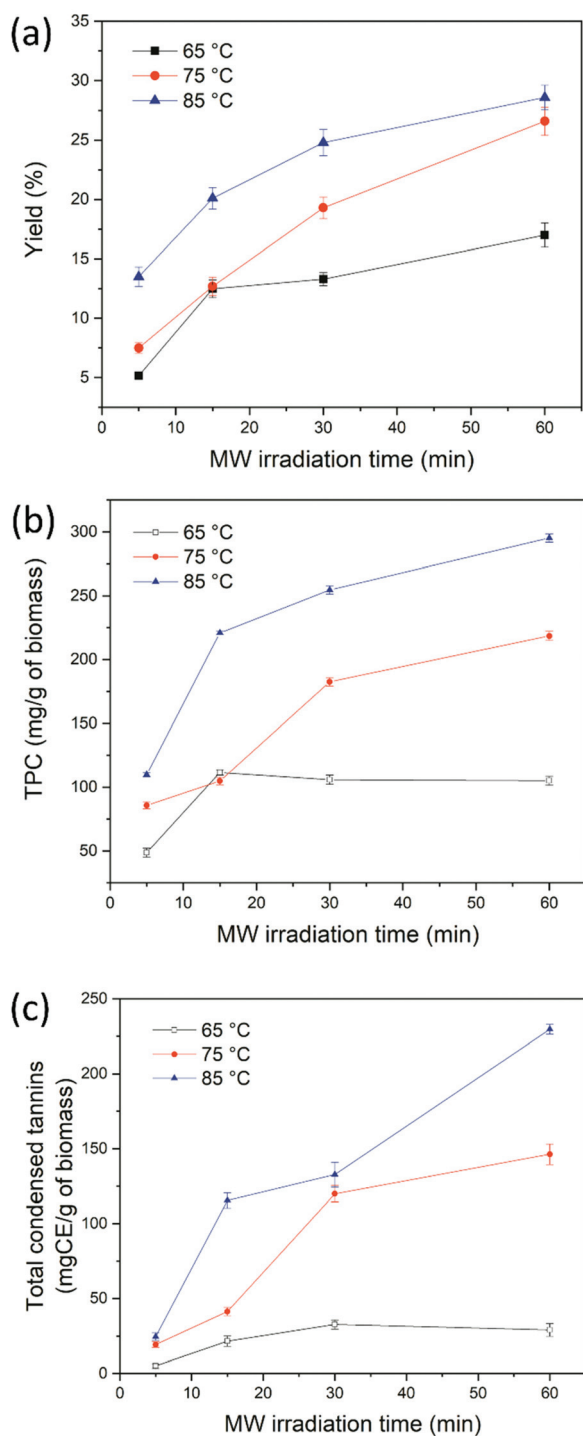 (a)
65 °C
75 °C
85 °C
35
30
25
20
15
10
5
Yield (%)
0 10 20 30 40 50 60
MW irradiation time (min)
(b)
65 °C
75 °C
85 °C
300
250
200
150
100
50
TPC (mg/g of biomass)
0 10 20 30 40 50 60
MW irradiation time (min)
(c)
65 °C
75 °C
85 °C
250
200
150
100
50
0
Total condensed tannins
(mgCE/g of biomass)
0 10 20 30 40 50 60
MW irradiation time (min)